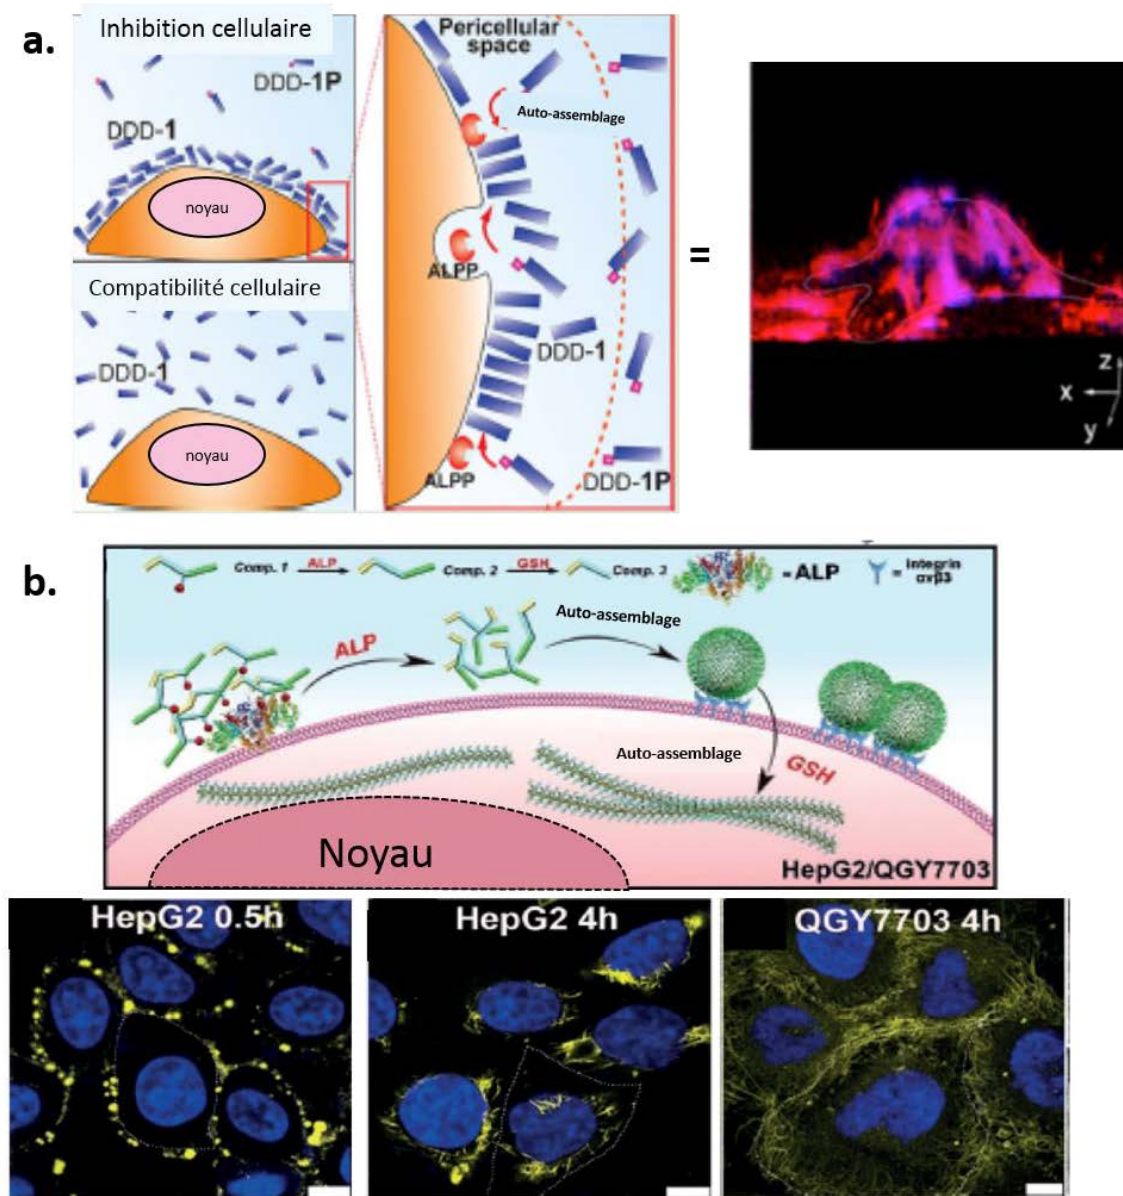 a.
Inhibition cellulaire
DDD-1P
DDD-1
noyau
Compatibilité cellulaire
DDD-1
noyau
Pericellular
space
Auto-assemblage
ALPP
DDD-1
ALPP
DDD-1P
=
z
x
y
b.
Comp. 1 ALP Comp. 2 GSH Comp. 3 = ALP = Integrin
αvβ3
ALP
Auto-assemblage
Auto-assemblage
GSH
Noyau
HepG2/QGY7703
HepG2 0.5h
HepG2 4h
QGY7703 4h